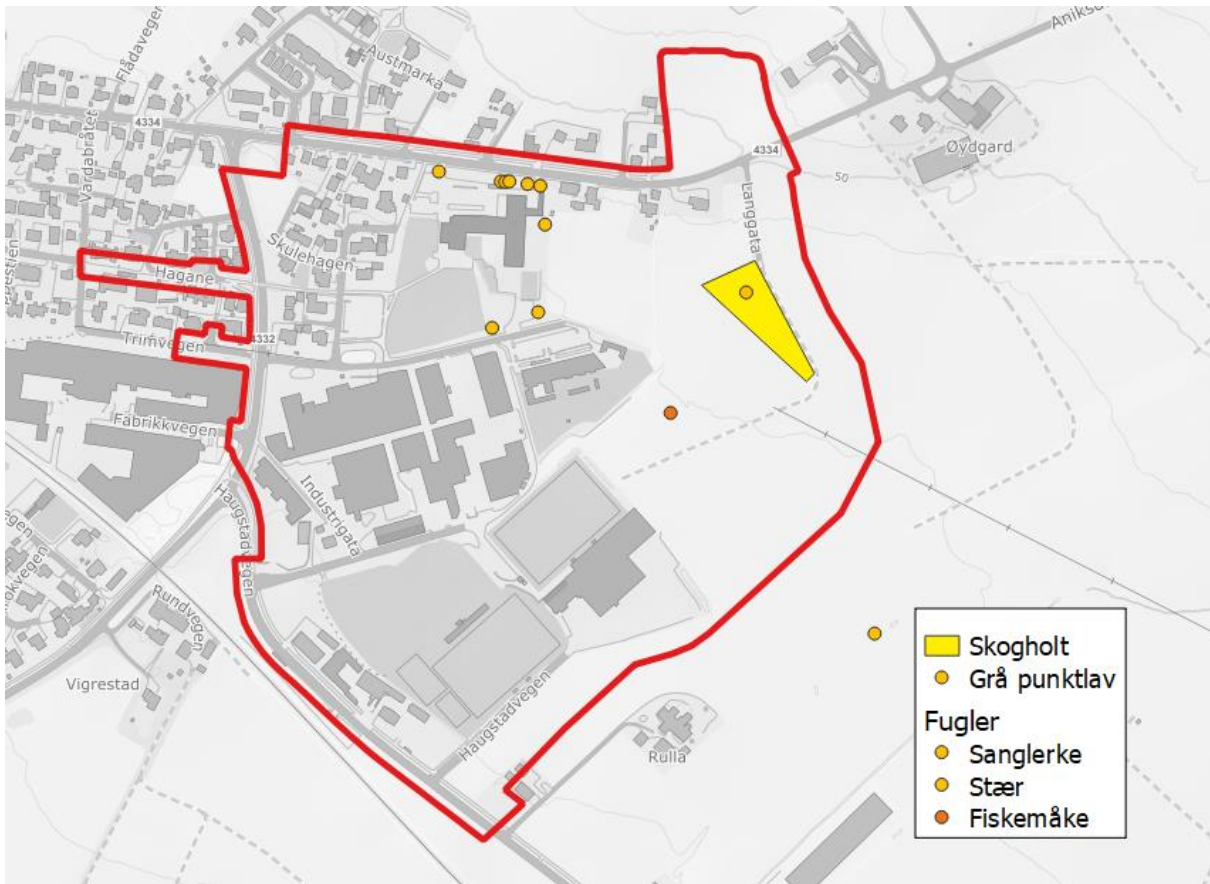 Flådavegen
Austmarka
Aniks
4334
Vardabråtet
4334
Øydgard
50
Langgata
Skulehagen
Hagane
Trimvegen
4332
Fabrikkvegen
Industrigata
Haugstadvegen
Rundvegen
Vigrestad
Haugstadvegen
Rulla
Skogholt
Grå punktlav
Fugler
Sanglerke
Stær
Fiskemåke